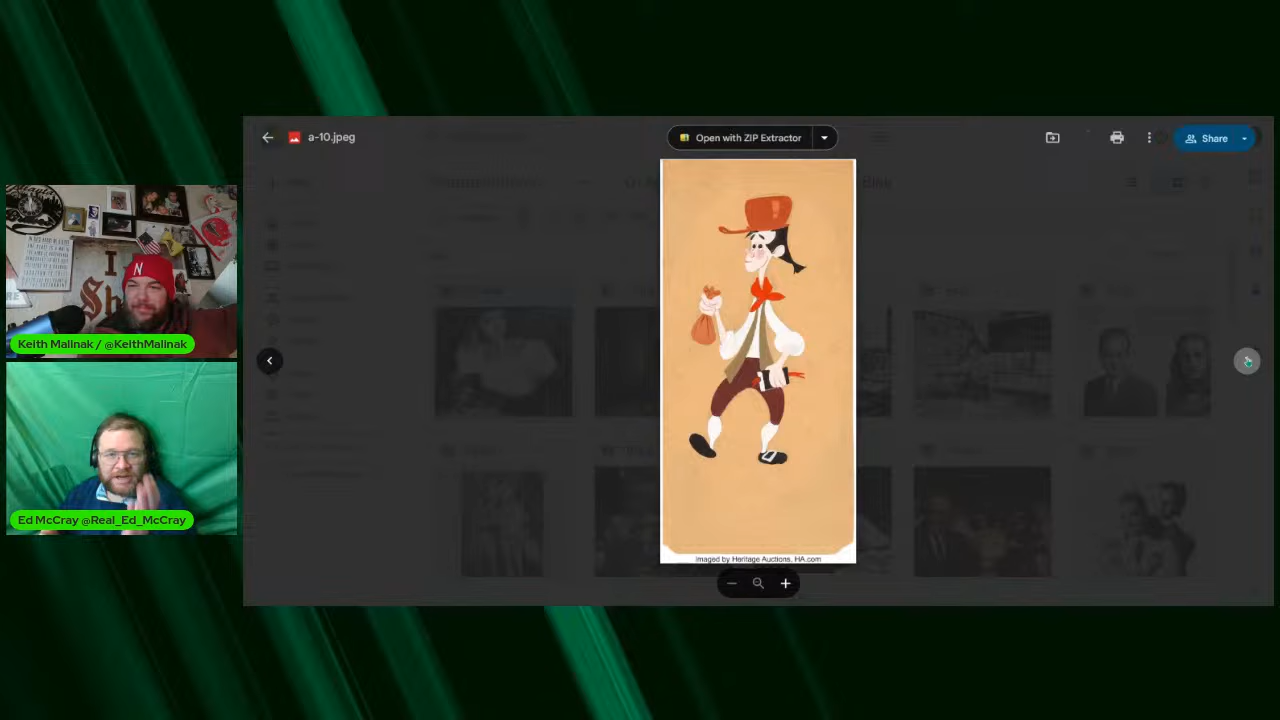 a-10.jpeg
Open with ZIP Extractor
Share
N
I
Sh
Keith Malinak / @KeithMalinak
Ed McCray @Real_Ed_McCray
Imaged by Heritage Auctions, HA.com